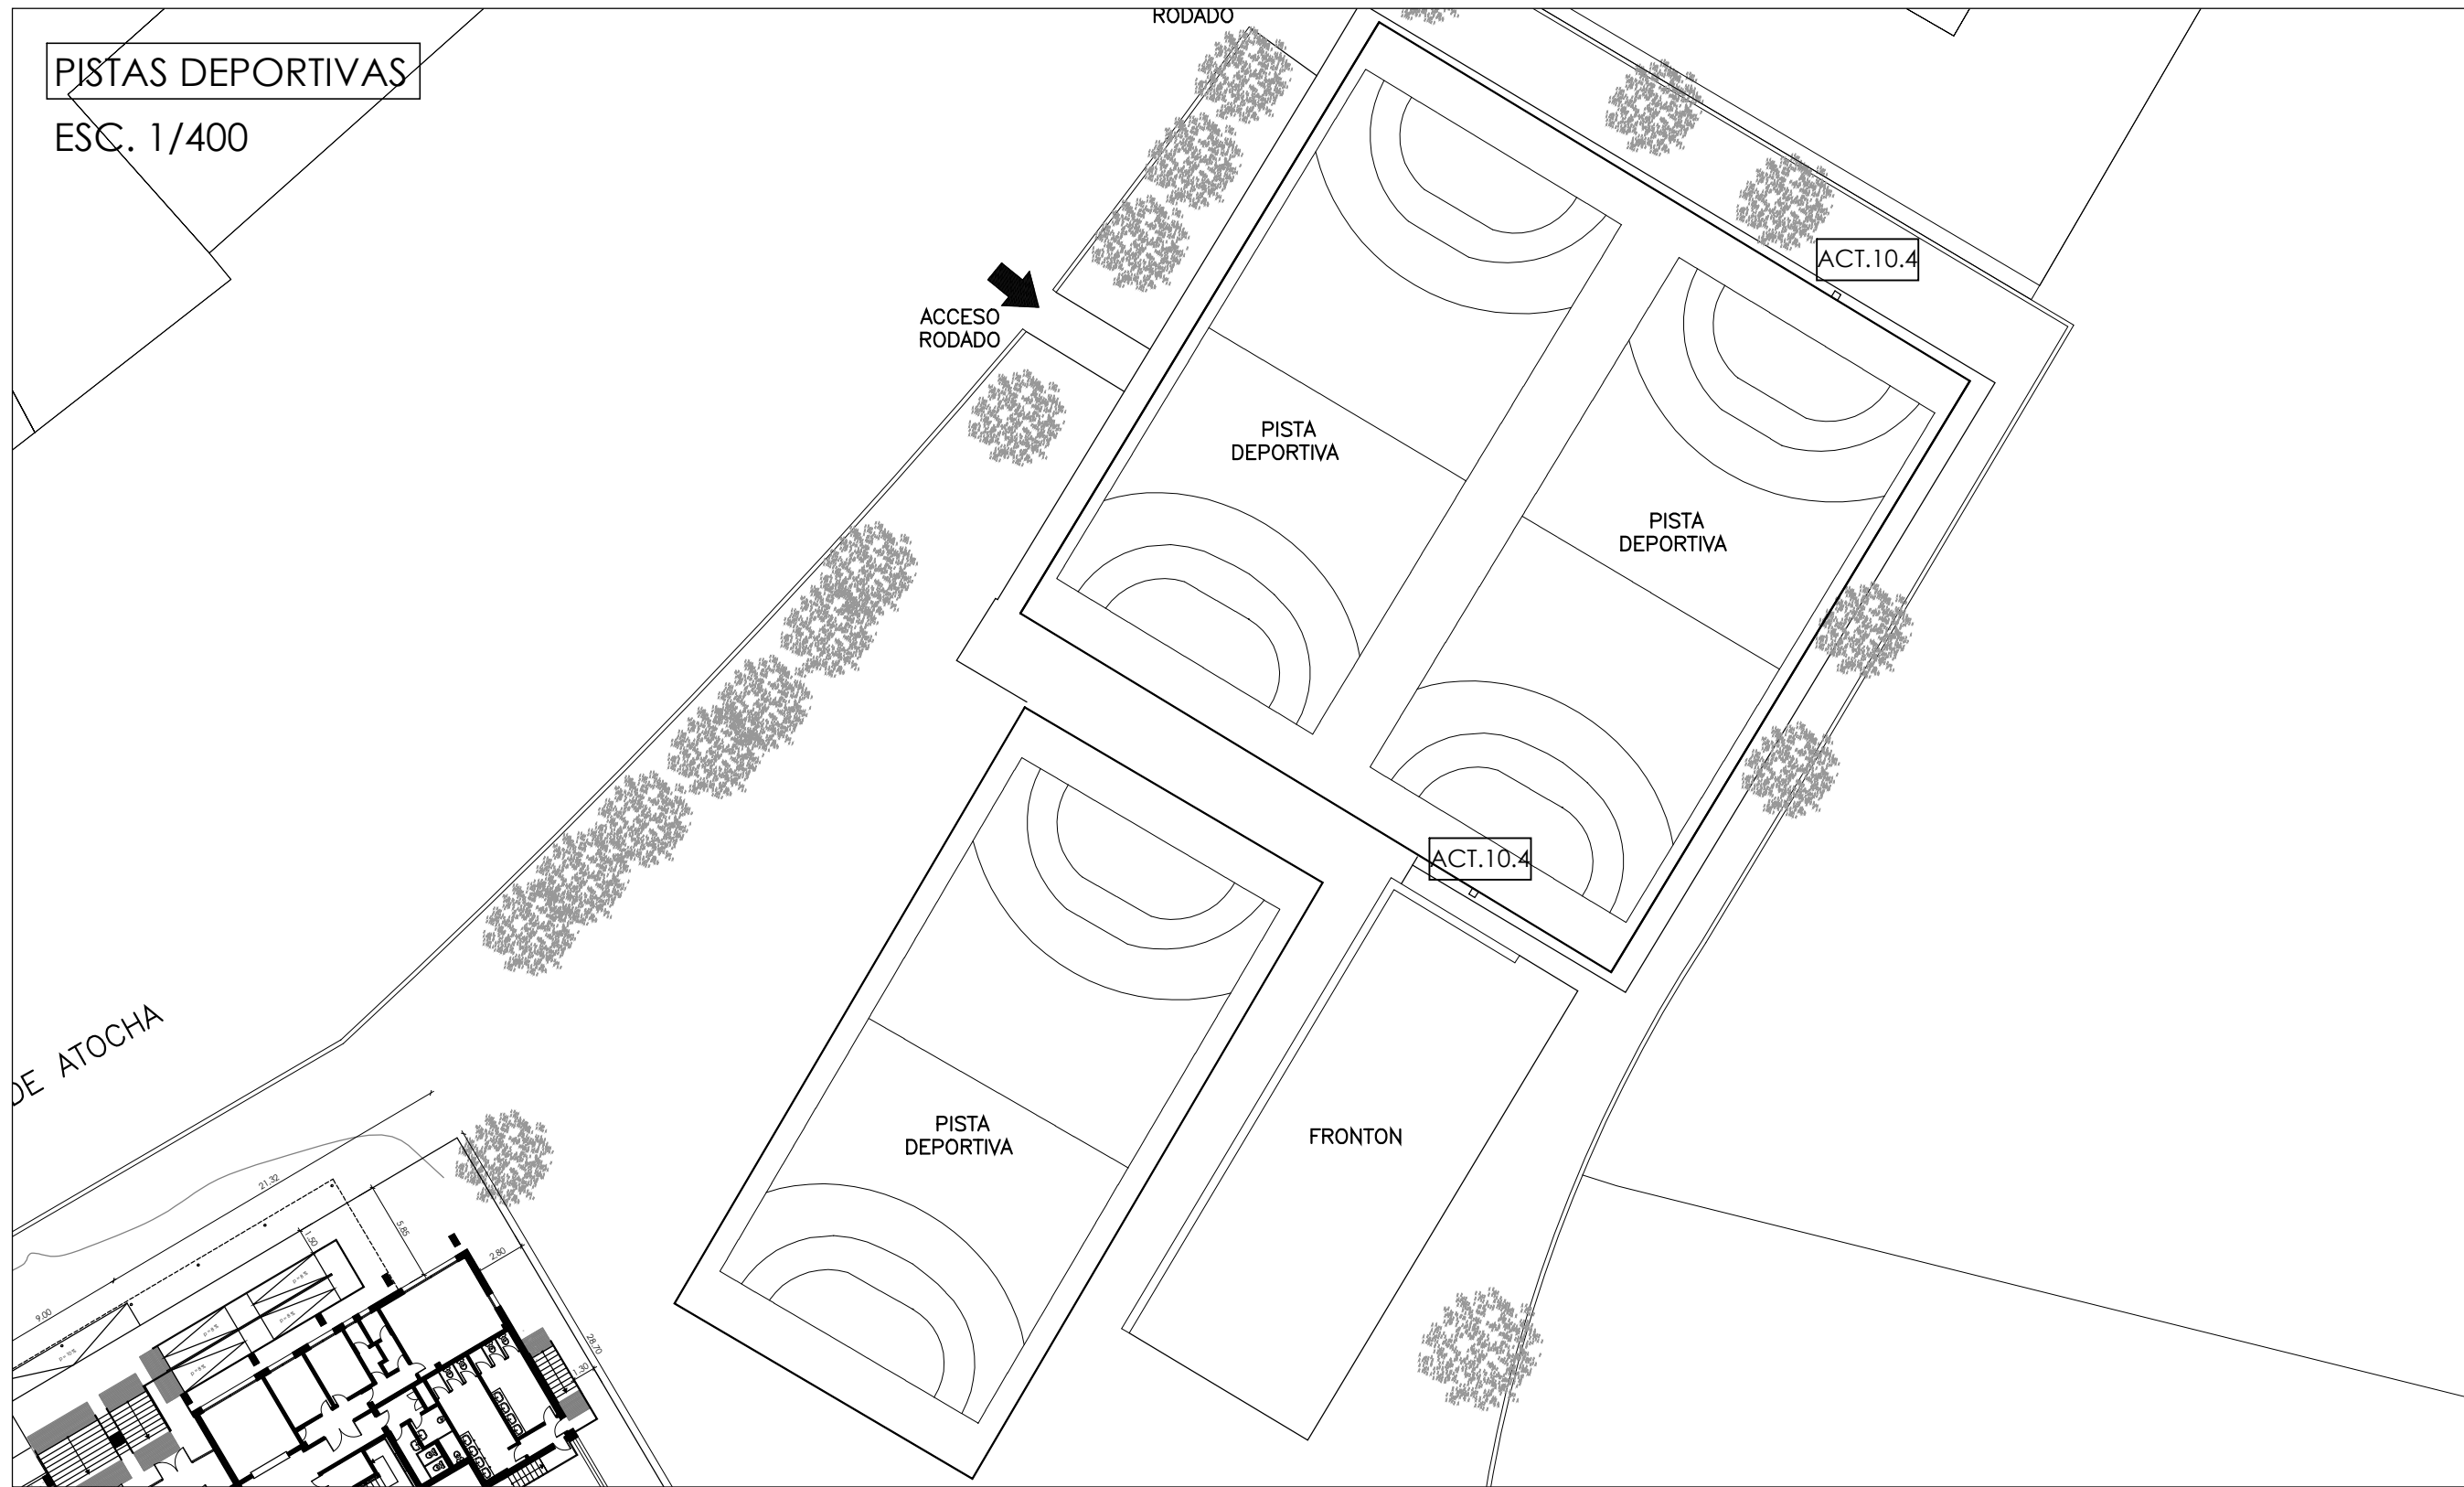 RODADO
PISTAS DEPORTIVAS
ESC. 1/400
ACT.10.4
ACCESO
RODADO
PISTA
DEPORTIVA
PISTA
DEPORTIVA
ACT.10.4
DE ATOCHA
PISTA
DEPORTIVA
FRONTON
21.32
5.85
1.50
2.80
9.00
28.70
1.30